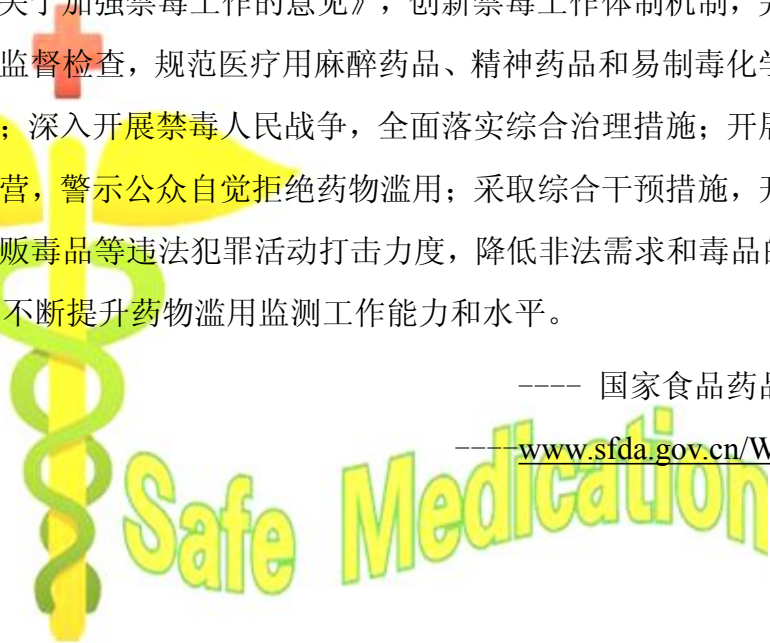 关于加强禁毒工作的意见》，创新禁毒工作体制机制，完
监督检查，规范医疗用麻醉药品、精神药品和易制毒化学
；深入开展禁毒人民战争，全面落实综合治理措施；开展
营，警示公众自觉拒绝药物滥用；采取综合干预措施，开
贩毒品等违法犯罪活动打击力度，降低非法需求和毒品的
不断提升药物滥用监测工作能力和水平。
---- 国家食品药品
----www.sfda.gov.cn/W
Safe Medication